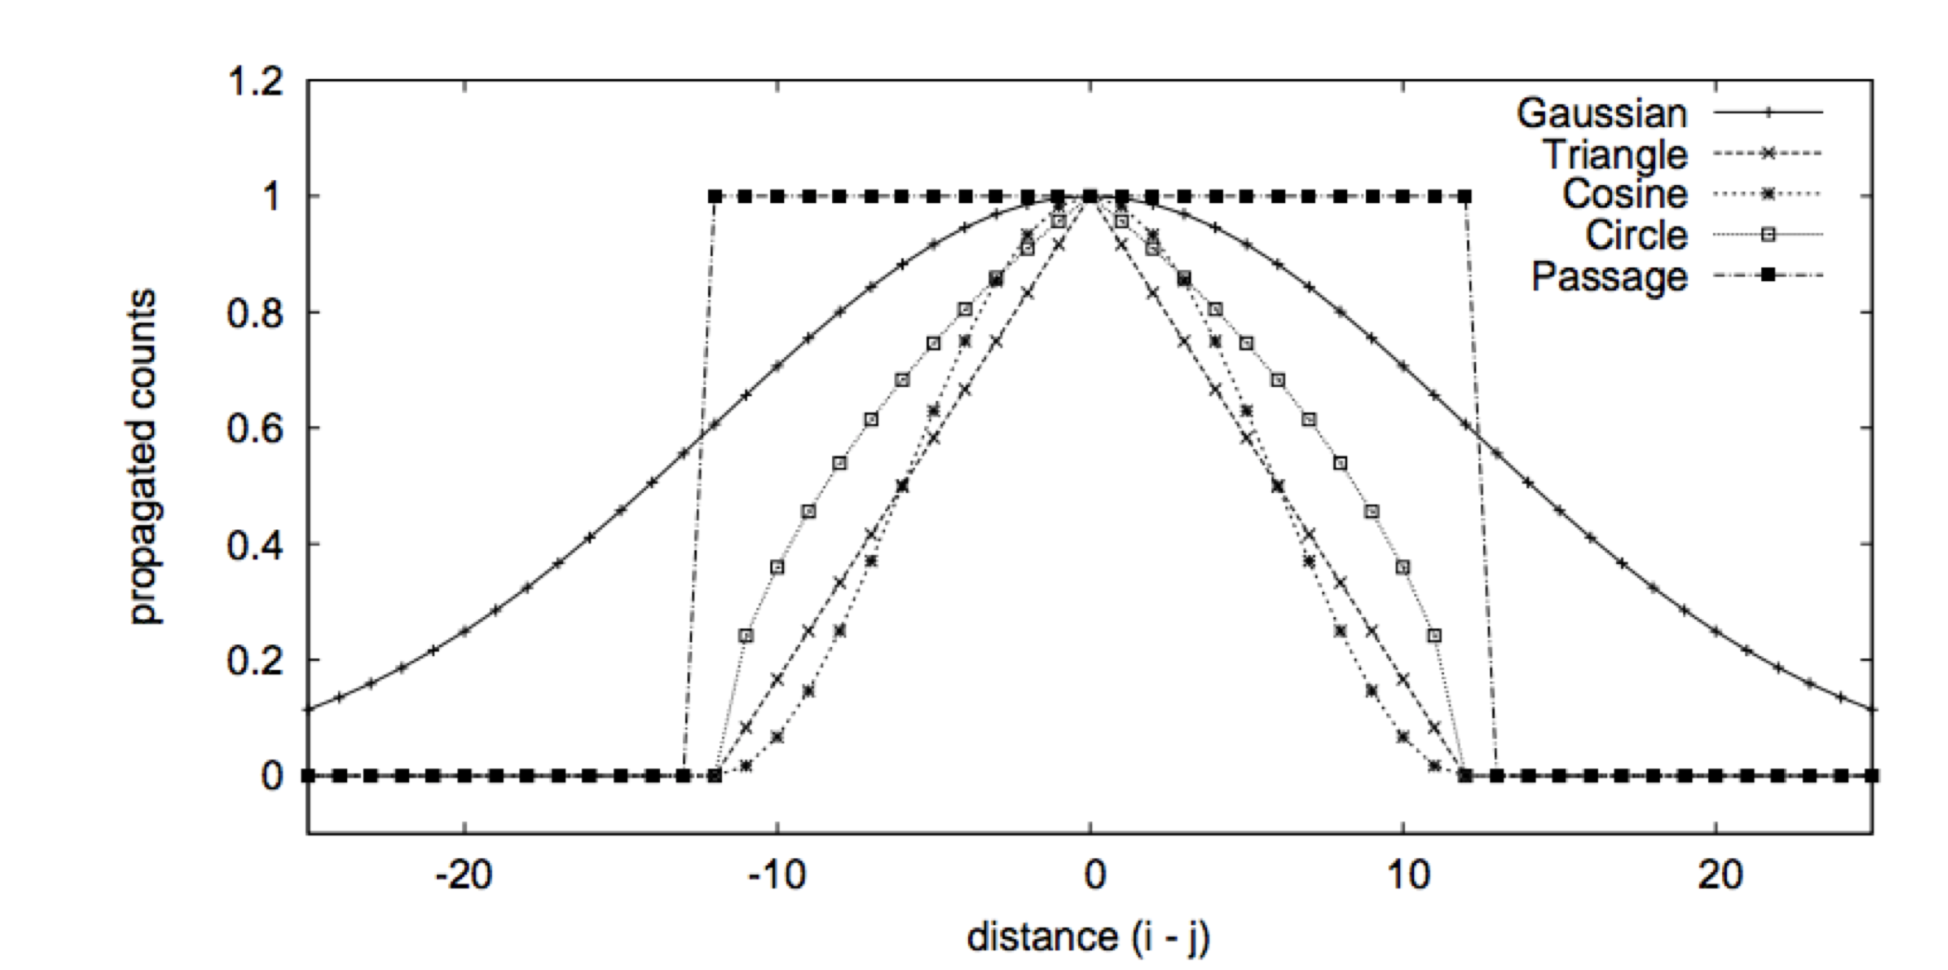 1.2
1
0.8
0.6
0.4
0.2
0
propagated counts
Gaussian
Triangle
Cosine
Circle
Passage
-20 -10 0 10 20
distance (i - j)